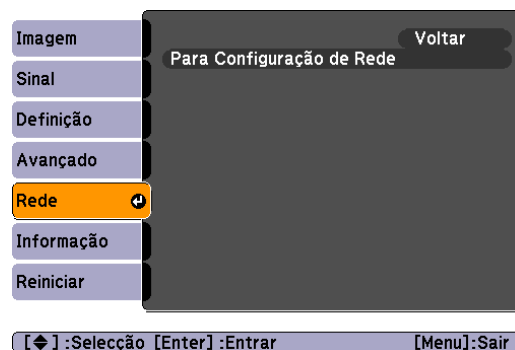 Imagem
Sinal
Definição
Avançado
Rede
Informação
Reiniciar
Voltar
Para Configuração de Rede
[◆] :Selecção [Enter] :Entrar [Menu]:Sair